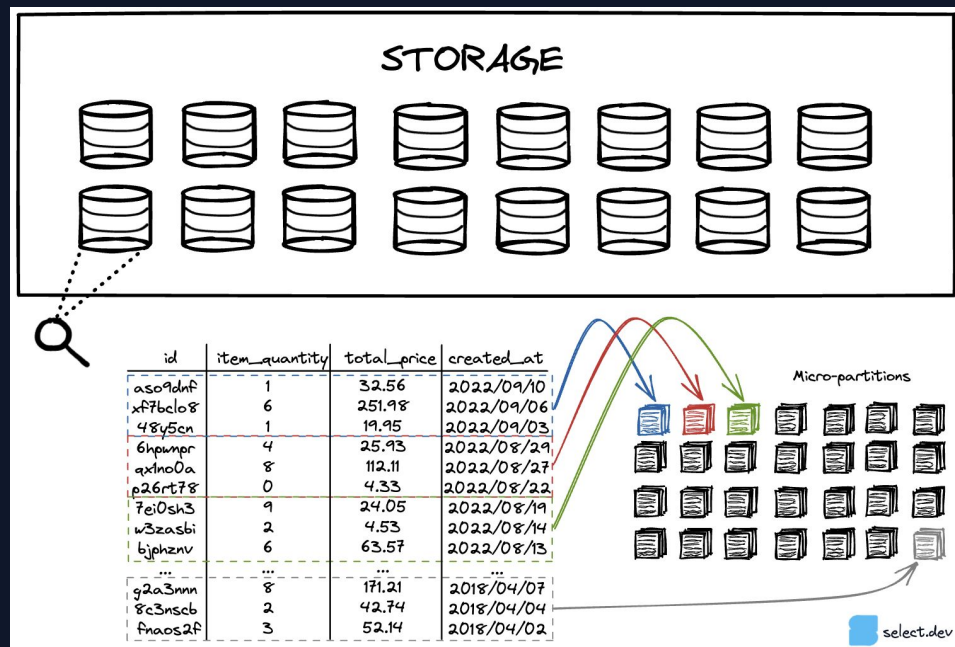 STORAGE
id item_quantity total_price created_at
aso9dnf 1 32.56 2022/09/10
xf7bclo8 6 251.98 2022/09/06
48y5cn 1 19.95 2022/09/03
6hpwnpr 4 25.93 2022/08/29
qx1no0a 8 112.11 2022/08/27
p26rt78 0 4.33 2022/08/22
7ei0sh3 9 24.05 2022/08/19
w3zasbi 2 4.53 2022/08/14
bjphznv 6 63.57 2022/08/13
... ... ... ...
g2a3nnn 8 171.21 2018/04/07
8c3nscb 2 42.74 2018/04/04
fnaos2f 3 52.14 2018/04/02
Micro-partitions
select.dev